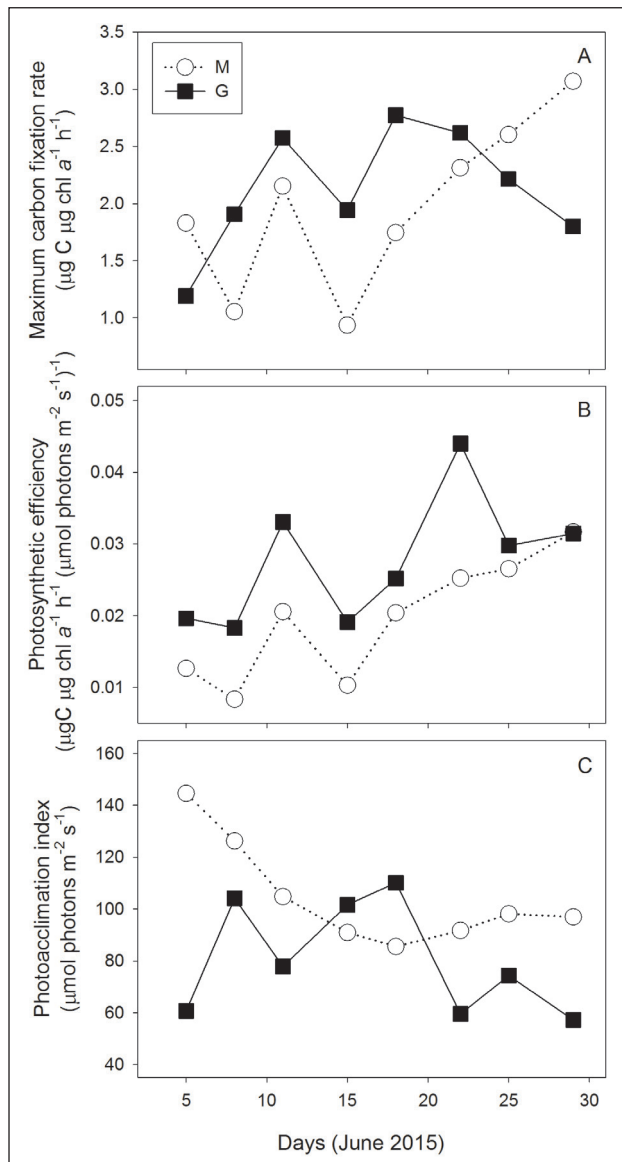 M
G
A
3.5
3.0
2.5
2.0
1.5
1.0
Maximum carbon fixation rate
(µg C µg chl a⁻¹ h⁻¹)
B
0.05
0.04
0.03
0.02
0.01
Photosynthetic efficiency
(µgC µg chl a⁻¹ h⁻¹ (µmol photons m⁻² s⁻¹)⁻¹)
C
160
140
120
100
80
60
40
Photoacclimation index
(µmol photons m⁻² s⁻¹)
5 10 15 20 25 30
Days (June 2015)